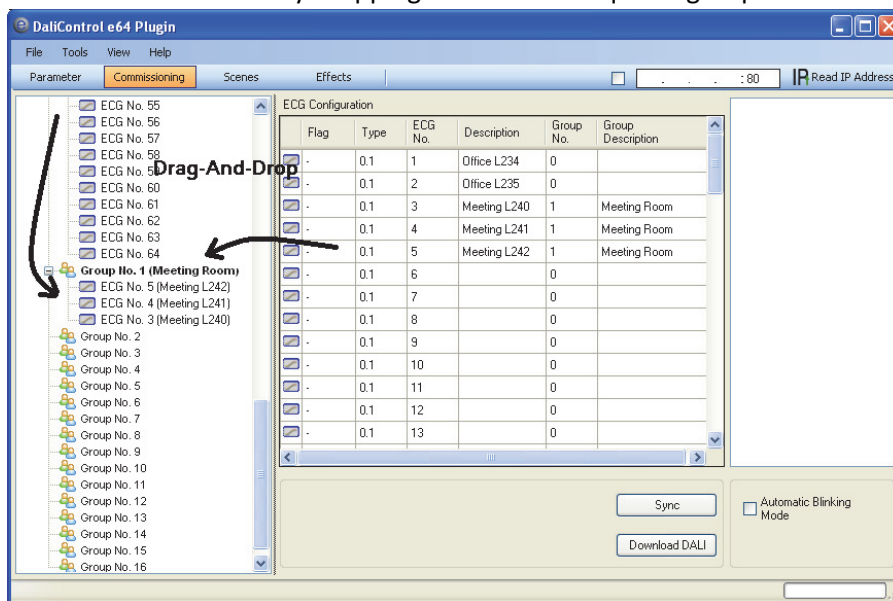 DaliControl e64 Plugin
File Tools View Help
Parameter Commissioning Scenes Effects . . . :80 IP Read IP Address
ECG No. 55
ECG No. 56
ECG No. 57
ECG No. 58
ECG No. 59
Drag-And-Drop
ECG No. 60
ECG No. 61
ECG No. 62
ECG No. 63
ECG No. 64
Group No. 1 (Meeting Room)
ECG No. 5 (Meeting L242)
ECG No. 4 (Meeting L241)
ECG No. 3 (Meeting L240)
Group No. 2
Group No. 3
Group No. 4
Group No. 5
Group No. 6
Group No. 7
Group No. 8
Group No. 9
Group No. 10
Group No. 11
Group No. 12
Group No. 13
Group No. 14
Group No. 15
Group No. 16
ECG Configuration
Flag Type ECG No. Description Group No. Group Description
- 0.1 1 Office L234 0
- 0.1 2 Office L235 0
- 0.1 3 Meeting L240 1 Meeting Room
- 0.1 4 Meeting L241 1 Meeting Room
- 0.1 5 Meeting L242 1 Meeting Room
- 0.1 6 0
- 0.1 7 0
- 0.1 8 0
- 0.1 9 0
- 0.1 10 0
- 0.1 11 0
- 0.1 12 0
- 0.1 13 0
Sync
Download DALI
Automatic Blinking
Mode